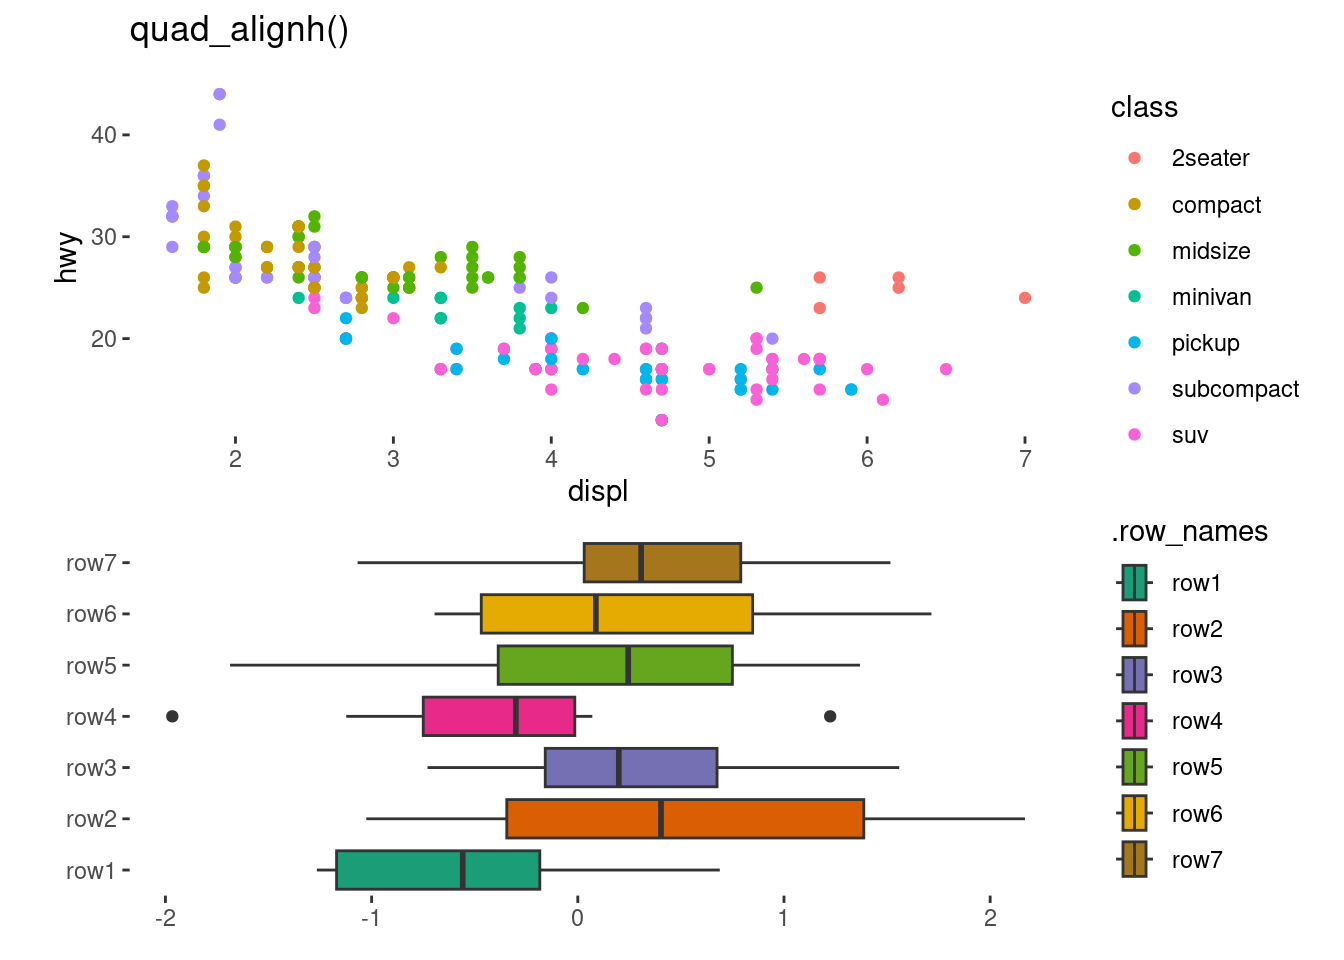 quad_alignh()
40
30
20
hwy
2 3 4 5 6 7
displ
class
2seater
compact
midsize
minivan
pickup
subcompact
suv
row7
row6
row5
row4
row3
row2
row1
-2 -1 0 1 2
.row_names
row1
row2
row3
row4
row5
row6
row7